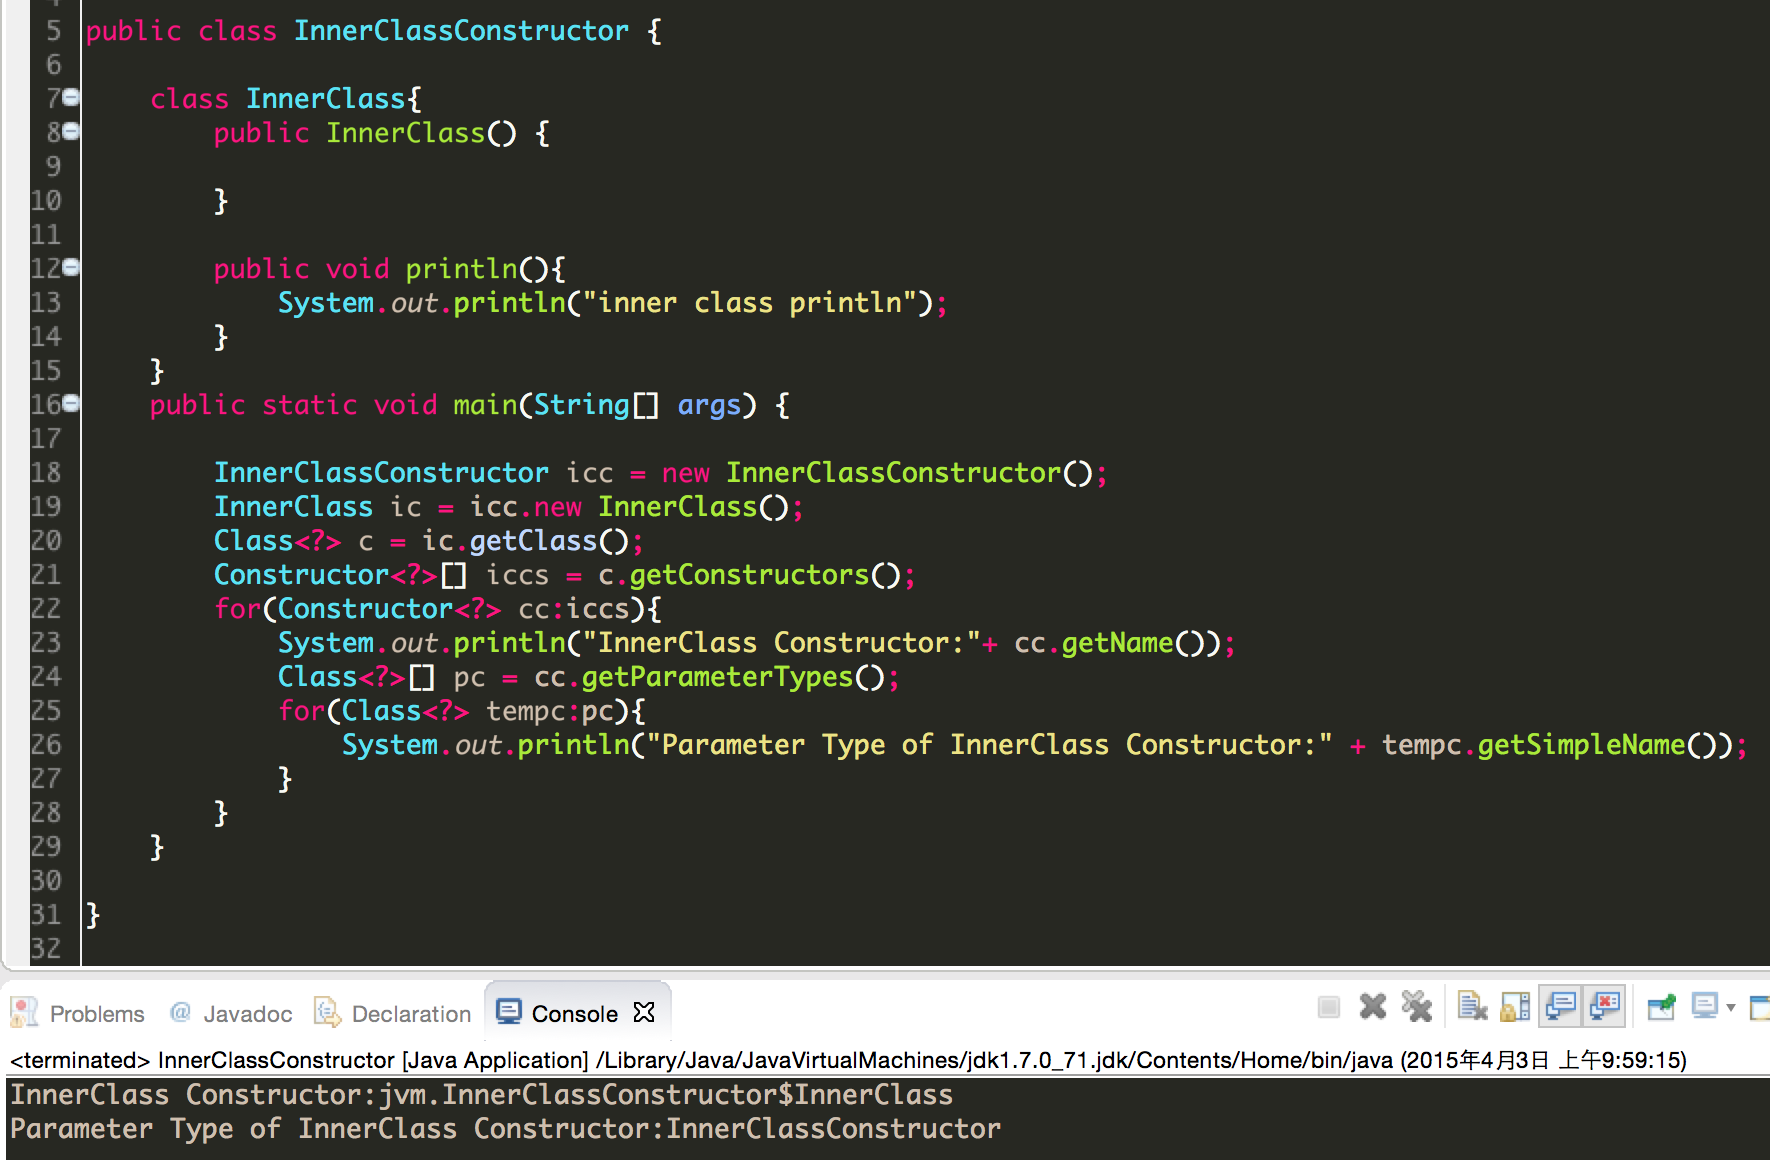 5 public class InnerClassConstructor {
6
7 class InnerClass{
8 public InnerClass() {
9
10 }
11
12 public void println(){
13 System.out.println("inner class println");
14 }
15 }
16 public static void main(String[] args) {
17
18 InnerClassConstructor icc = new InnerClassConstructor();
19 InnerClass ic = icc.new InnerClass();
20 Class<?> c = ic.getClass();
21 Constructor<?>[] iccs = c.getConstructors();
22 for(Constructor<?> cc:iccs){
23 System.out.println("InnerClass Constructor:"+ cc.getName());
24 Class<?>[] pc = cc.getParameterTypes();
25 for(Class<?> tempc:pc){
26 System.out.println("Parameter Type of InnerClass Constructor:" + tempc.getSimpleName());
27 }
28 }
29 }
30
31 }
32
Problems @ Javadoc Declaration Console
<terminated> InnerClassConstructor [Java Application] /Library/Java/JavaVirtualMachines/jdk1.7.0_71.jdk/Contents/Home/bin/java (2015年4月3日 上午9:59:15)
InnerClass Constructor:jvm.InnerClassConstructor$InnerClass
Parameter Type of InnerClass Constructor:InnerClassConstructor